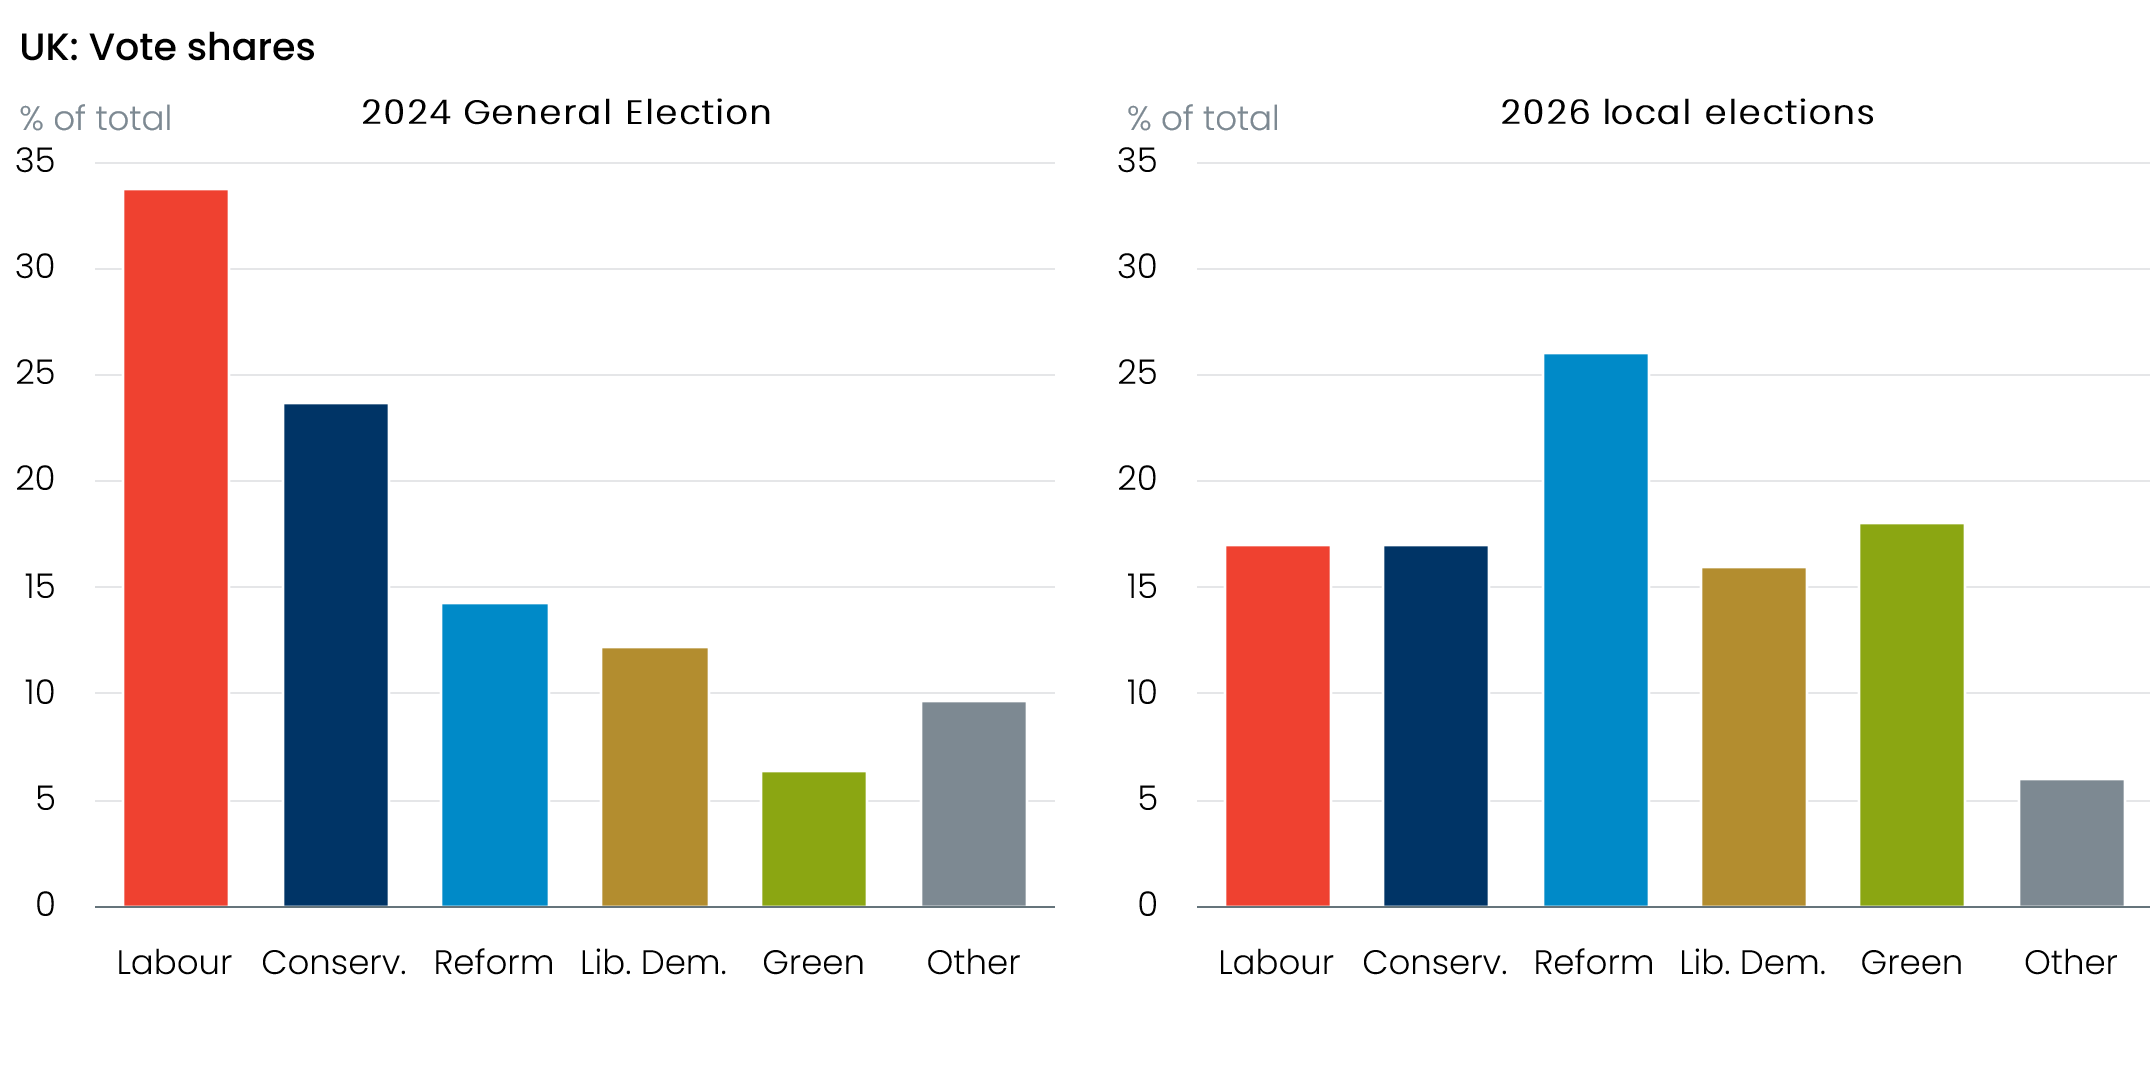 UK: Vote shares
% of total
2024 General Election
35
30
25
20
15
10
5
0
Labour Conserv. Reform Lib. Dem. Green Other
% of total
2026 local elections
35
30
25
20
15
10
5
0
Labour Conserv. Reform Lib. Dem. Green Other